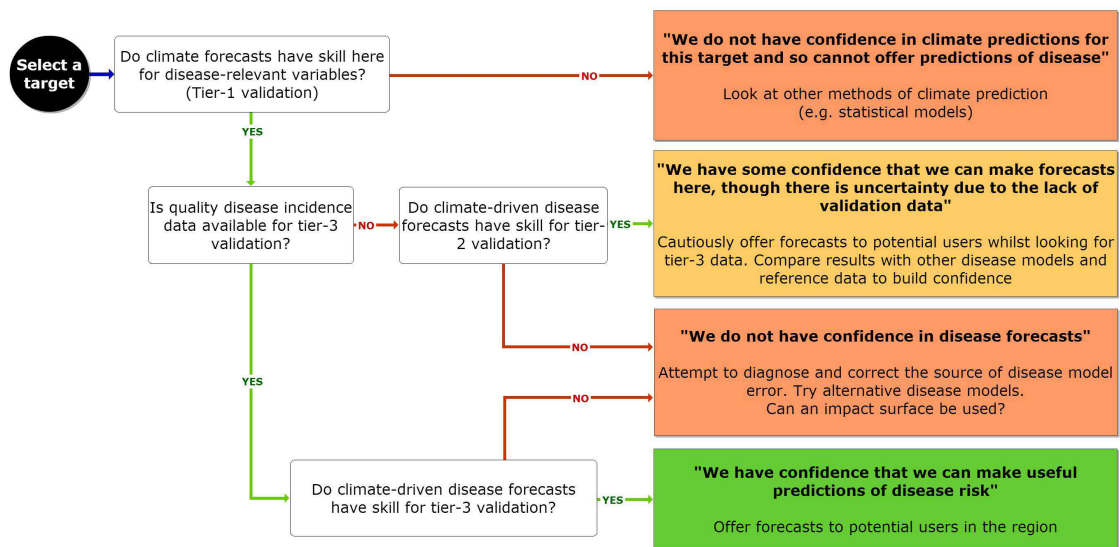 Select a
target
Do climate forecasts have skill here
for disease-relevant variables?
(Tier-1 validation)
NO
"We do not have confidence in climate predictions for
this target and so cannot offer predictions of disease"
Look at other methods of climate prediction
(e.g. statistical models)
YES
Is quality disease incidence
data available for tier-3
validation?
NO
Do climate-driven disease
forecasts have skill for tier-
2 validation?
YES
"We have some confidence that we can make forecasts
here, though there is uncertainty due to the lack of
validation data"
Cautiously offer forecasts to potential users whilst looking for
tier-3 data. Compare results with other disease models and
reference data to build confidence
NO
"We do not have confidence in disease forecasts"
Attempt to diagnose and correct the source of disease model
error. Try alternative disease models.
Can an impact surface be used?
YES
NO
Do climate-driven disease forecasts
have skill for tier-3 validation?
YES
"We have confidence that we can make useful
predictions of disease risk"
Offer forecasts to potential users in the region